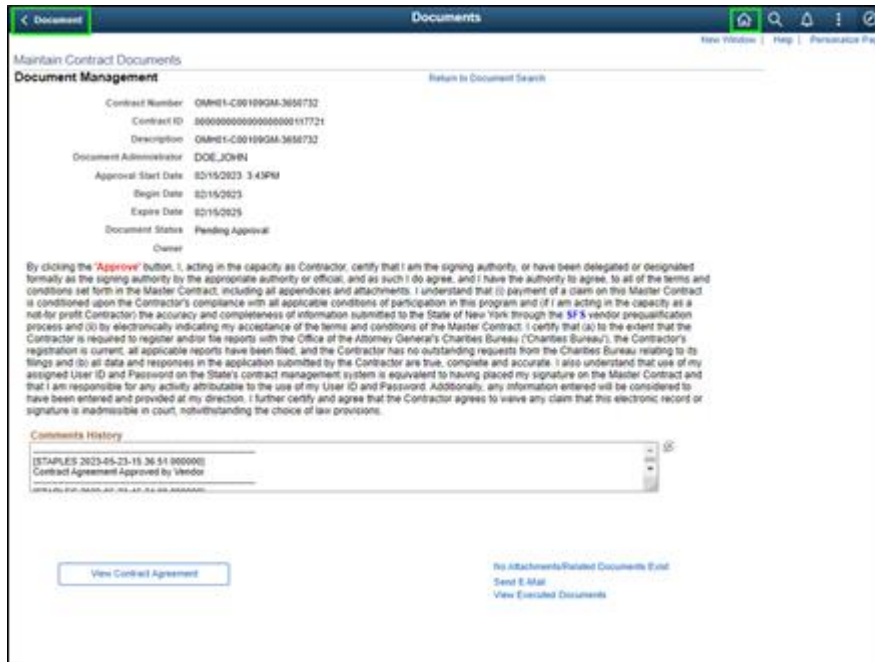 Document
Documents
New Window | Help | Personalize Pa
Maintain Contract Documents
Document Management
Return to Document Search
Contract Number OMH01-C00109GM-3650732
Contract ID 0000000000000000000117721
Description OMH01-C00109GM-3650732
Document Administrator DOE,JOHN
Approval Start Date 02/15/2023 3:43PM
Begin Date 02/15/2023
Expire Date 02/15/2025
Document Status Pending Approval
Owner
By clicking the 'Approve' button, I, acting in the capacity as Contractor, certify that I am the signing authority, or have been delegated or designated
formally as the signing authority by the appropriate authority or official, and as such I do agree, and I have the authority to agree, to all of the terms and
conditions set forth in the Master Contract, including all appendices and attachments. I understand that (i) payment of a claim on this Master Contract
is conditioned upon the Contractor's compliance with all applicable conditions of participation in this program and (if I am acting in the capacity as a
not-for profit Contractor) the accuracy and completeness of information submitted to the State of New York through the SFS vendor prequalification
process and (ii) by electronically indicating my acceptance of the terms and conditions of the Master Contract, I certify that (a) to the extent that the
Contractor is required to register and/or file reports with the Office of the Attorney General's Charities Bureau ('Charities Bureau'), the Contractor's
registration is current, all applicable reports have been filed, and the Contractor has no outstanding requests from the Charities Bureau relating to its
filings and (b) all data and responses in the application submitted by the Contractor are true, complete and accurate. I also understand that use of my
assigned User ID and Password on the State's contract management system is equivalent to having placed my signature on the Master Contract and
that I am responsible for any activity attributable to the use of my User ID and Password. Additionally, any information entered will be considered to
have been entered and provided at my direction. I further certify and agree that the Contractor agrees to waive any claim that this electronic record or
signature is inadmissible in court, notwithstanding the choice of law provisions.
Comments History
[STAPLES 2023-05-23-15.36.51.000000]
Contract Agreement Approved by Vendor
View Contract Agreement
No Attachments/Related Documents Exist
Send E-Mail
View Executed Documents